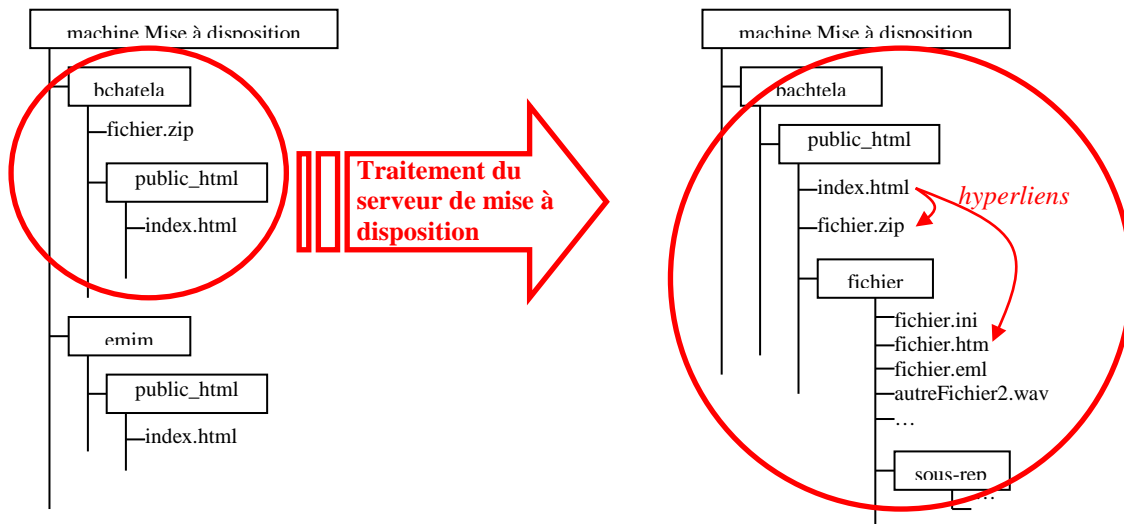 machine Mise à disposition
bchatela
fichier.zip
public_html
index.html
emim
public_html
index.html
Traitement du
serveur de mise à
disposition
machine Mise à disposition
bachtela
public_html
index.html
hyperliens
fichier.zip
fichier
fichier.ini
fichier.htm
fichier.eml
autreFichier2.wav
…
sous-rep
…